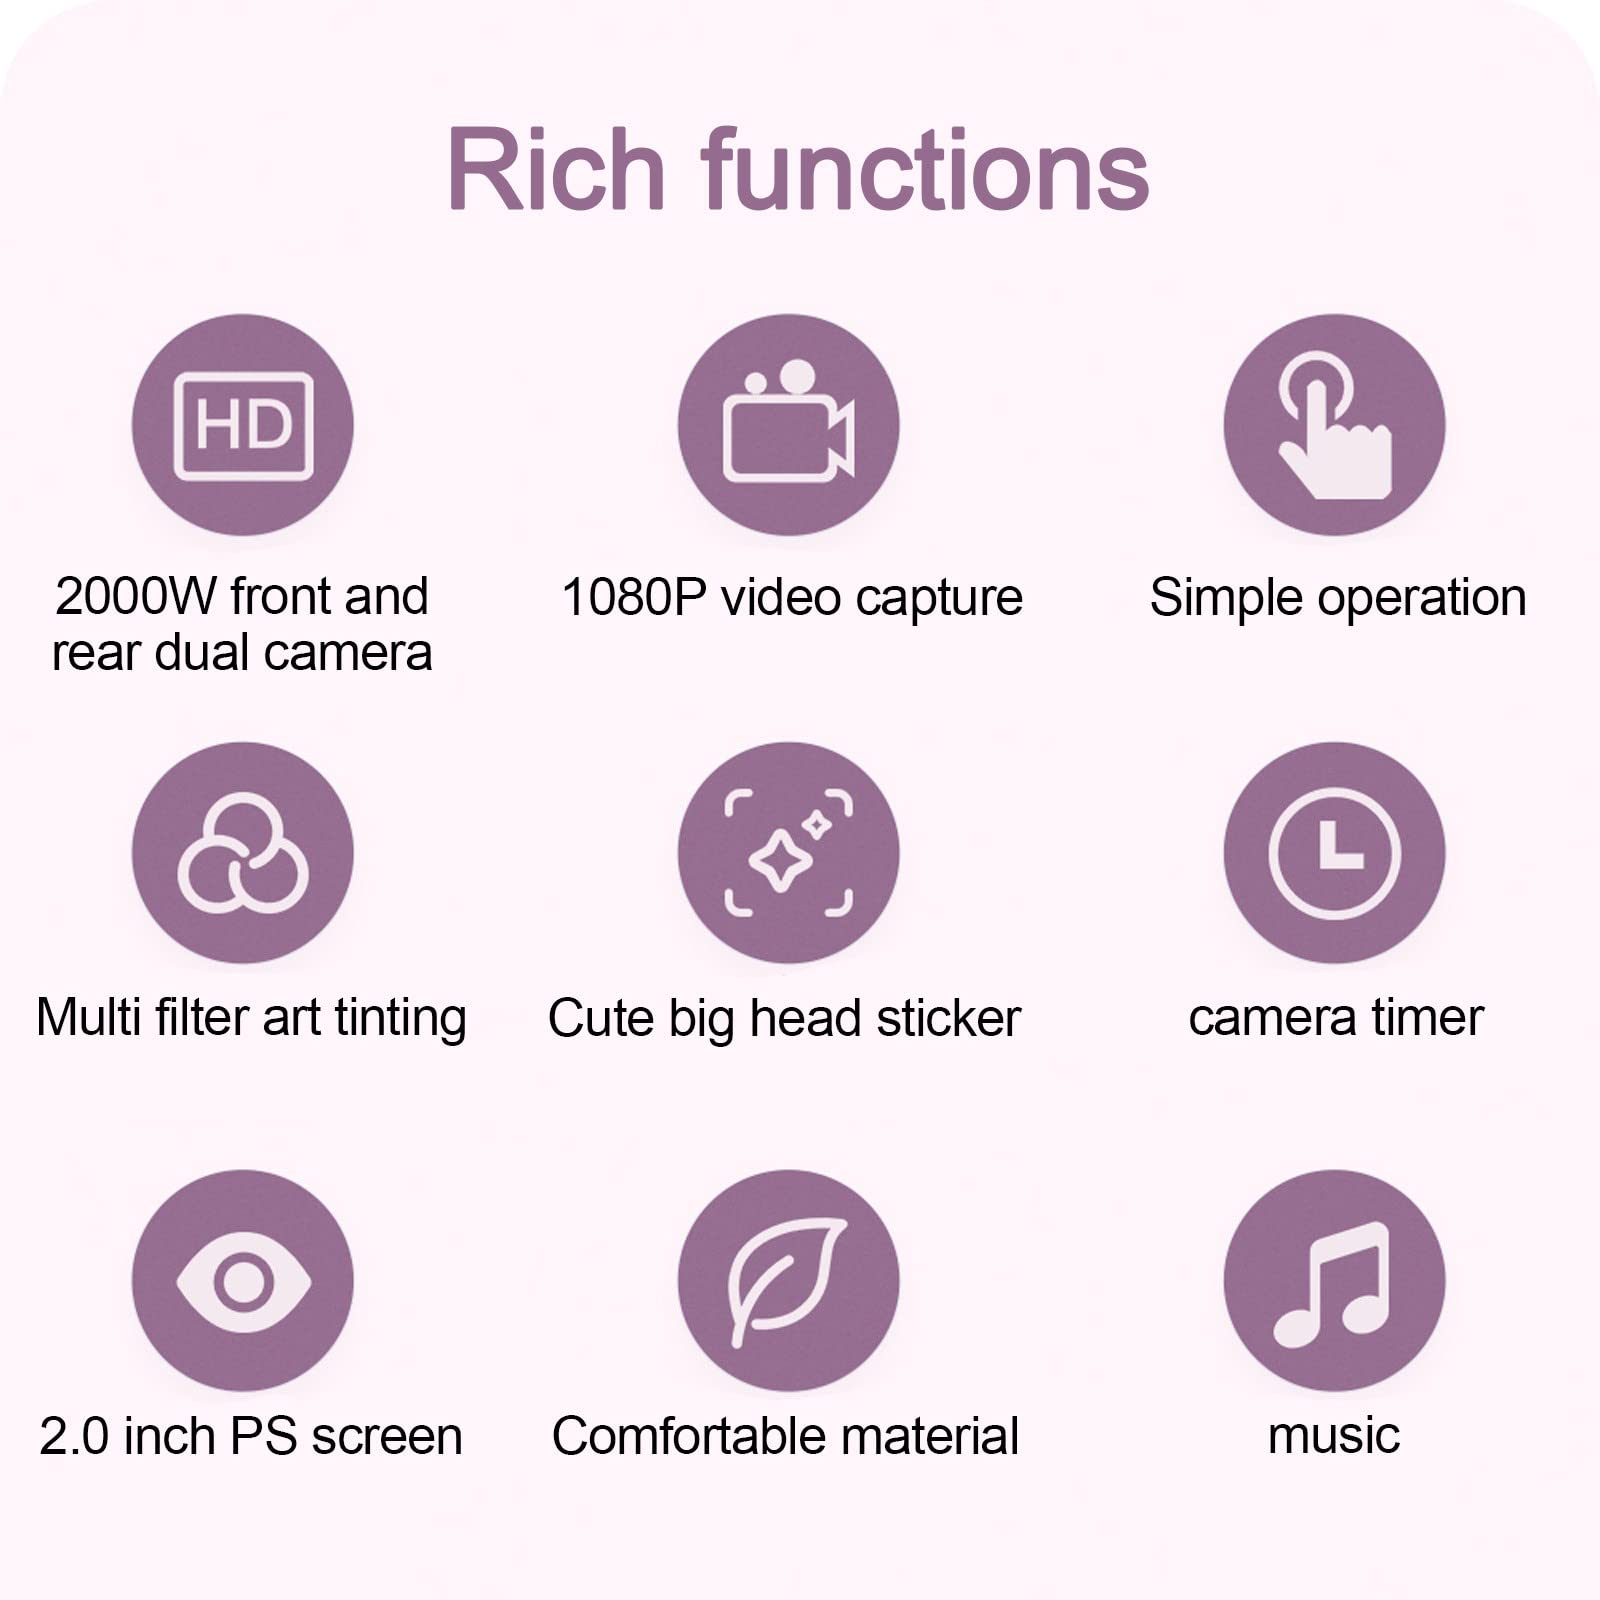 Rich functions
HD
2000W front and
rear dual camera
1080P video capture
Simple operation
Multi filter art tinting
Cute big head sticker
camera timer
2.0 inch PS screen
Comfortable material
music